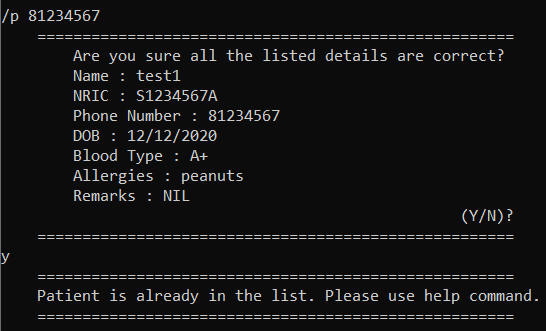 /p 81234567
=====================================================
Are you sure all the listed details are correct?
Name : test1
NRIC : S1234567A
Phone Number : 81234567
DOB : 12/12/2020
Blood Type : A+
Allergies : peanuts
Remarks : NIL
(Y/N)?
=====================================================
y
=====================================================
Patient is already in the list. Please use help command.
=====================================================